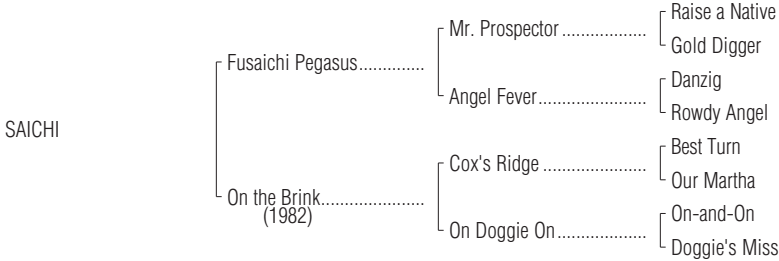 Raise a Native
Mr. Prospector ....................
Gold Digger
Fusaichi Pegasus..............
Danzig
Angel Fever.........................
Rowdy Angel
SAICHI
Best Turn
Cox's Ridge ........................
Our Martha
On the Brink......................
(1982)
On-and-On
On Doggie On.....................
Doggie's Miss